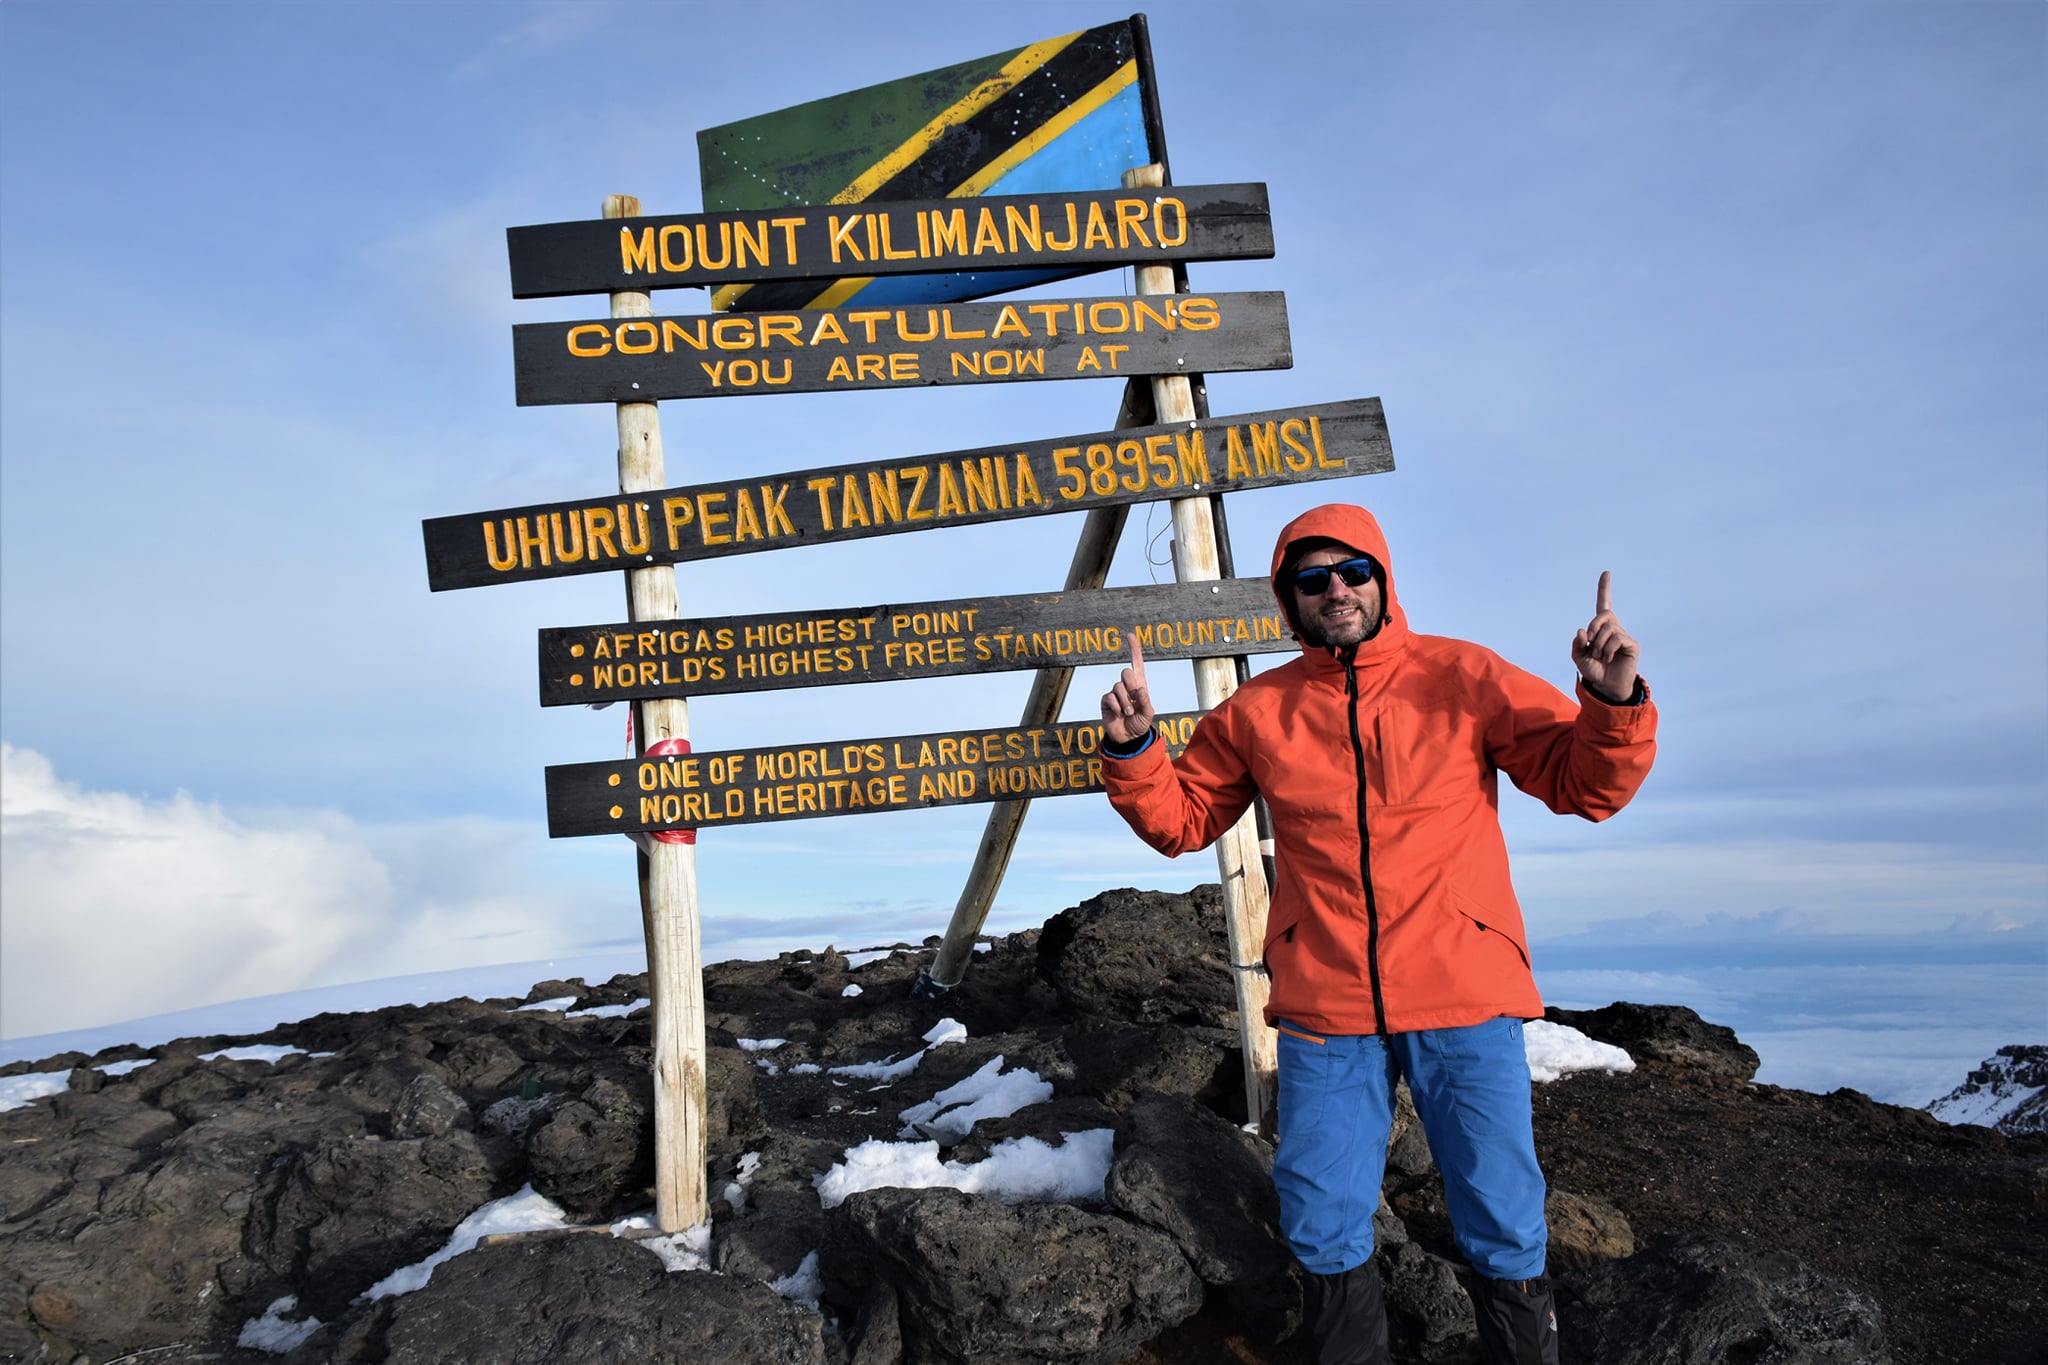 MOUNT KILIMANJARO
CONGRATULATIONS
YOU ARE NOW AT
UHURU PEAK, TANZANIA, 5895M AMSL
• AFRICAS HIGHEST POINT
• WORLD'S HIGHEST FREE STANDING MOUNTAIN
• ONE OF WORLD'S LARGEST
• WORLD HERITAGE AND WONDER